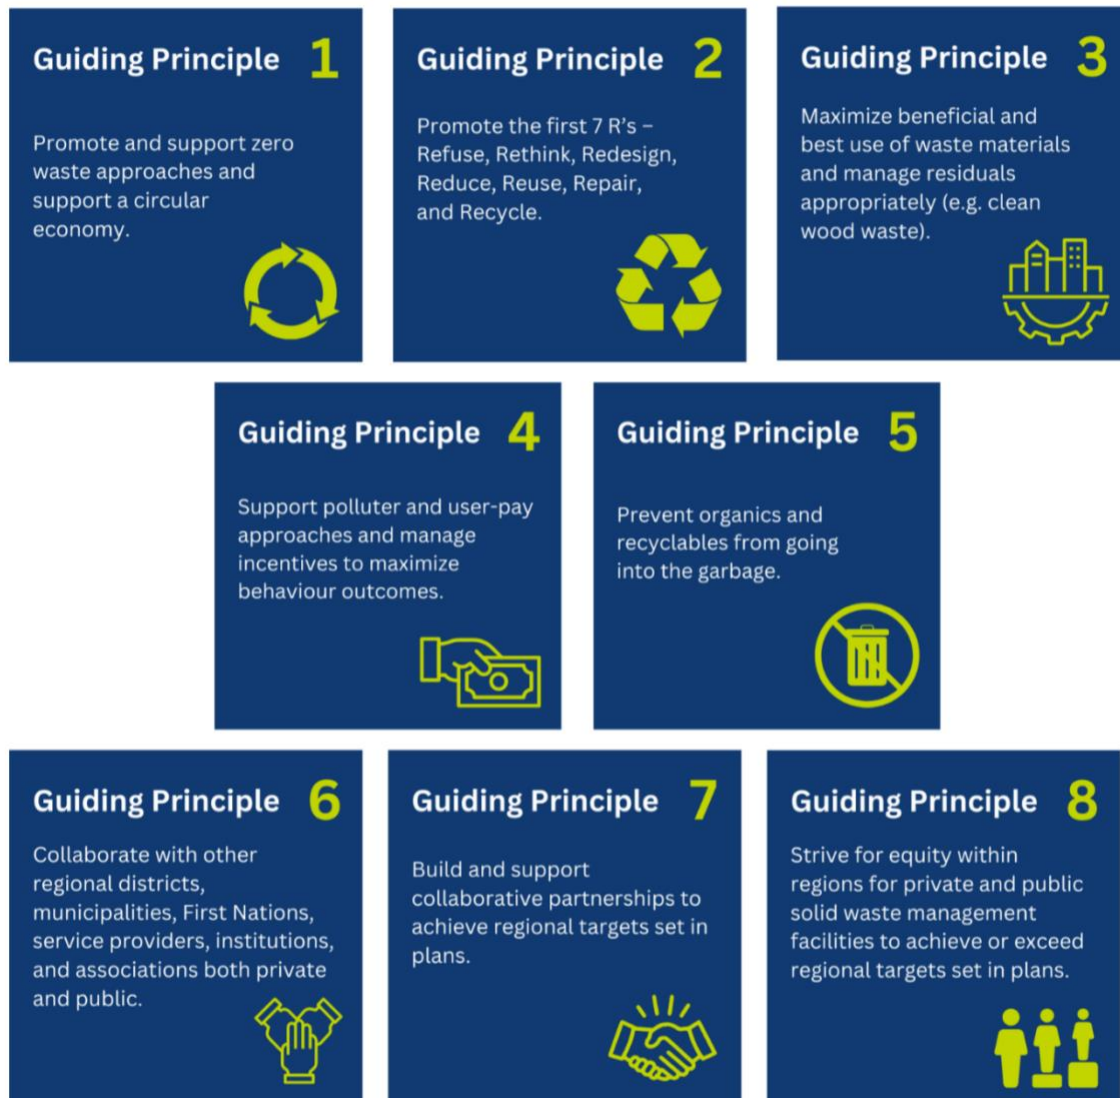 Guiding Principle 1
Promote and support zero
waste approaches and
support a circular
economy.
Guiding Principle 2
Promote the first 7 R’s –
Refuse, Rethink, Redesign,
Reduce, Reuse, Repair,
and Recycle.
Guiding Principle 3
Maximize beneficial and
best use of waste materials
and manage residuals
appropriately (e.g. clean
wood waste).
Guiding Principle 4
Support polluter and user-pay
approaches and manage
incentives to maximize
behaviour outcomes.
Guiding Principle 5
Prevent organics and
recyclables from going
into the garbage.
Guiding Principle 6
Collaborate with other
regional districts,
municipalities, First Nations,
service providers, institutions,
and associations both private
and public.
Guiding Principle 7
Build and support
collaborative partnerships to
achieve regional targets set in
plans.
Guiding Principle 8
Strive for equity within
regions for private and public
solid waste management
facilities to achieve or exceed
regional targets set in plans.